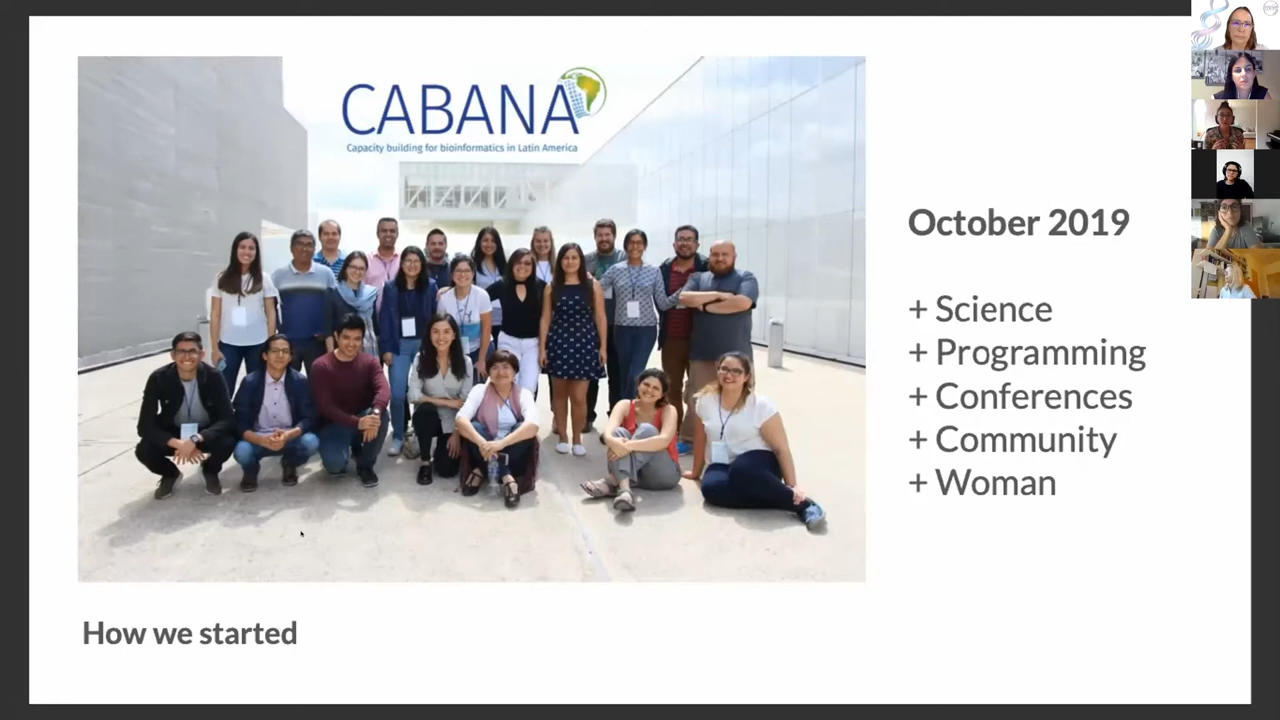 CABANA
Capacity building for bioinformatics in Latin America
October 2019
+ Science
+ Programming
+ Conferences
+ Community
+ Woman
How we started